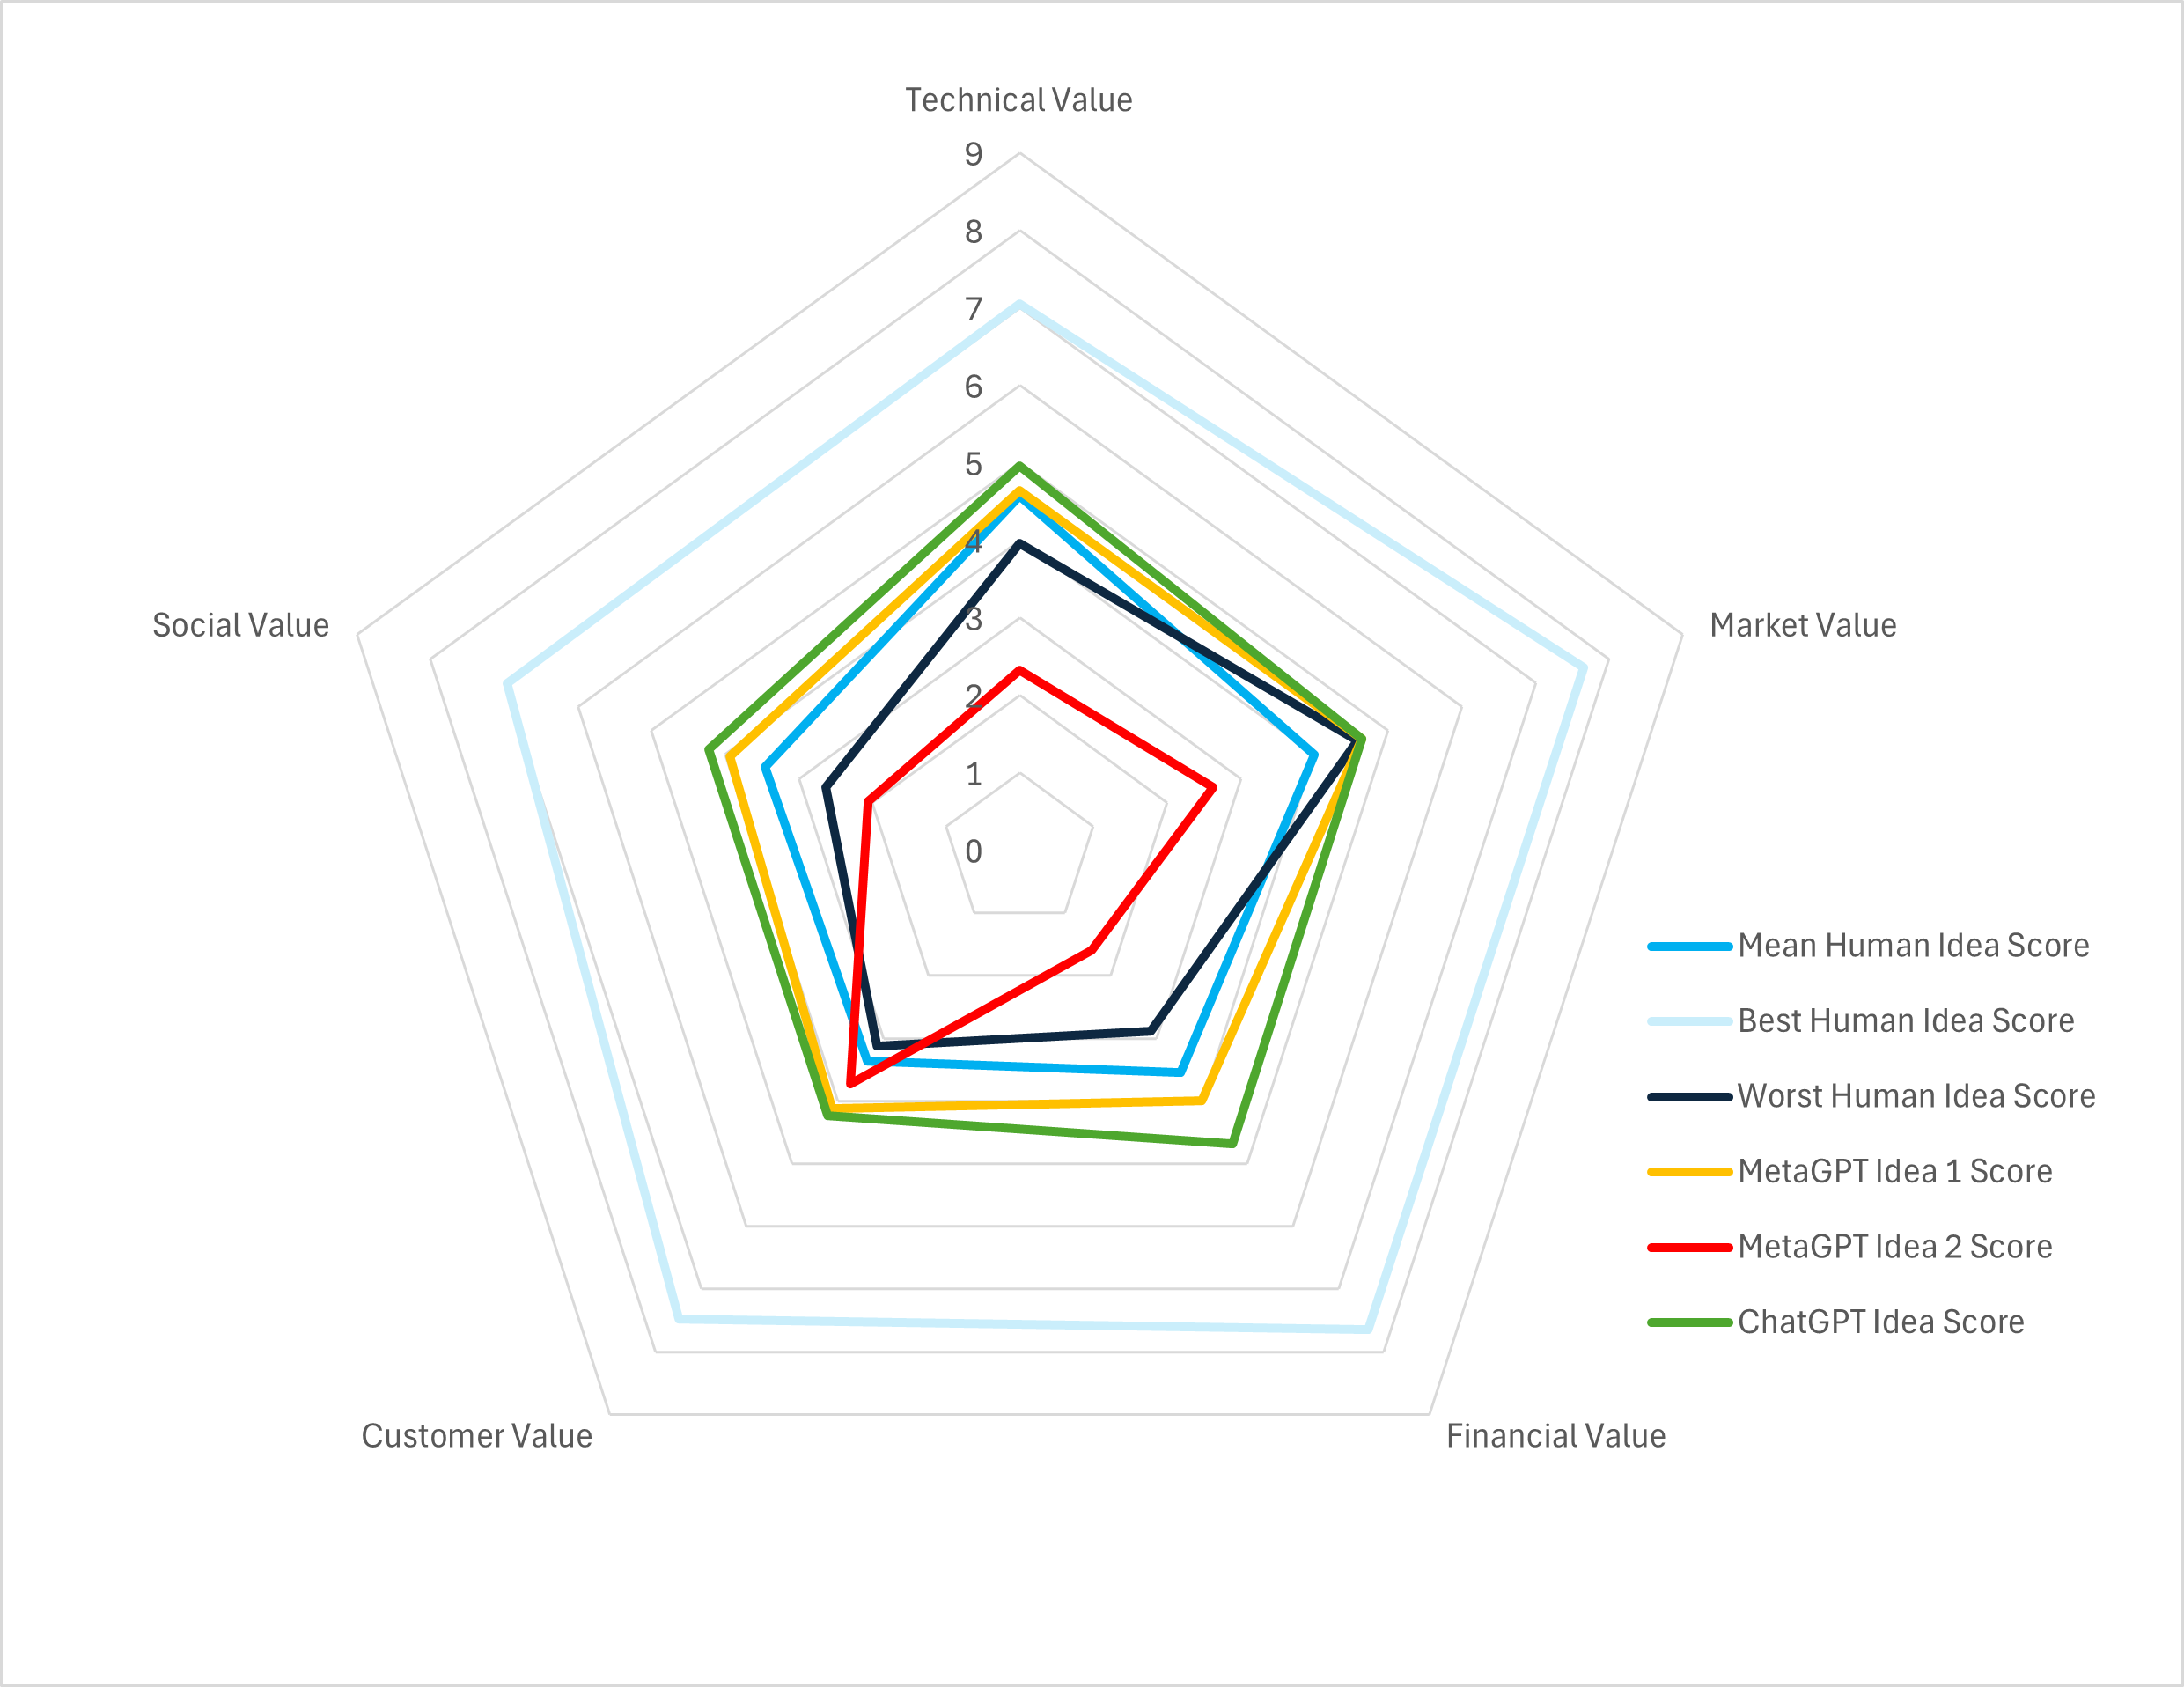 Technical Value
9
8
7
6
5
4
3
2
1
0
Social Value
Market Value
Customer Value
Financial Value
Mean Human Idea Score
Best Human Idea Score
Worst Human Idea Score
MetaGPT Idea 1 Score
MetaGPT Idea 2 Score
ChatGPT Idea Score